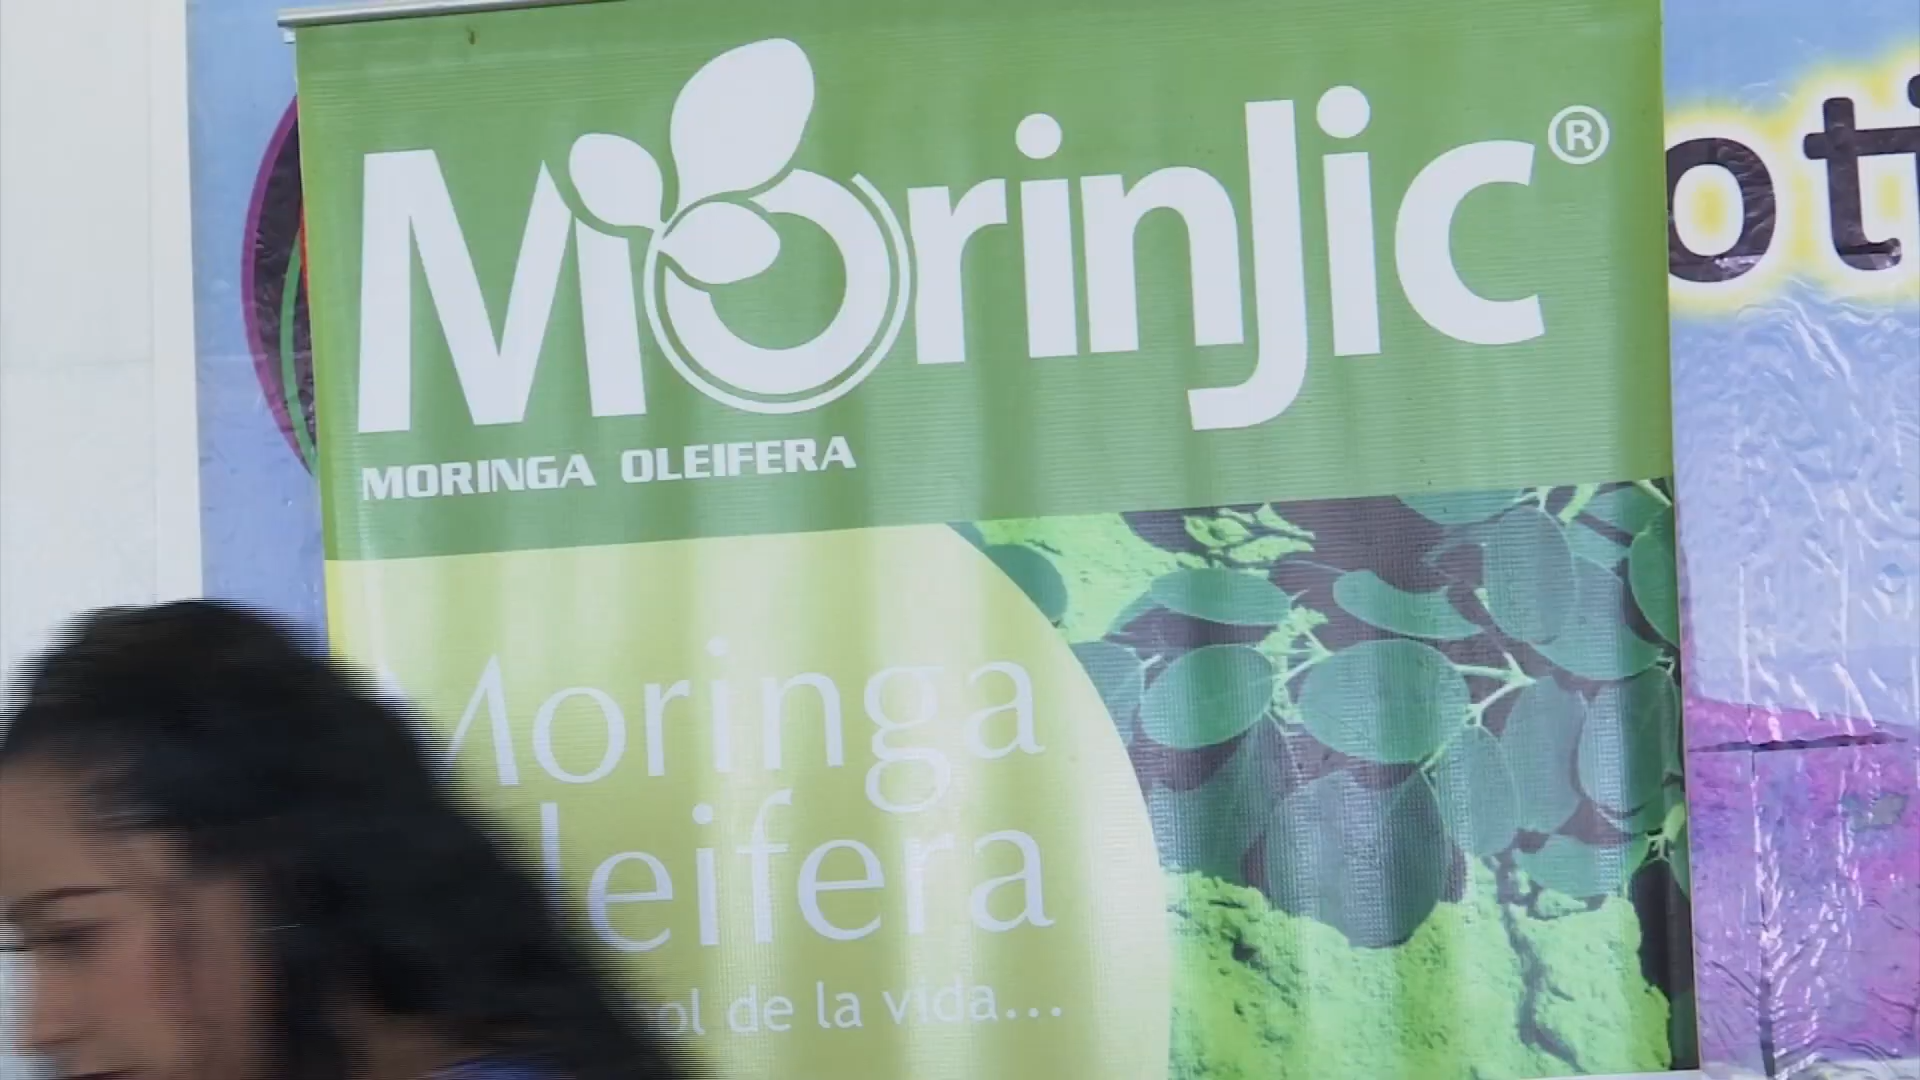 MorinJic®
MORINGA OLEIFERA
Moringa
leifera
ol de la vida...
oti